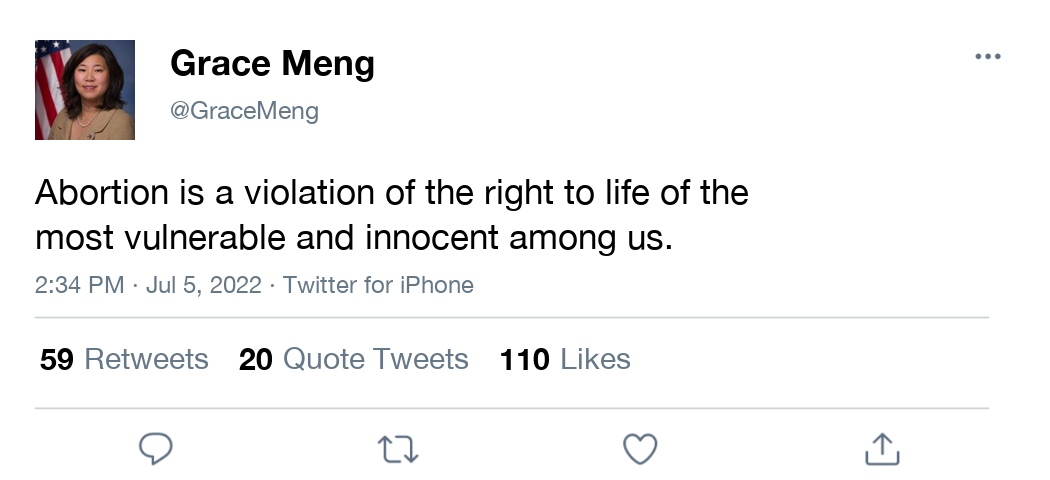 Grace Meng
@GraceMeng
Abortion is a violation of the right to life of the
most vulnerable and innocent among us.
2:34 PM · Jul 5, 2022 · Twitter for iPhone
59 Retweets 20 Quote Tweets 110 Likes